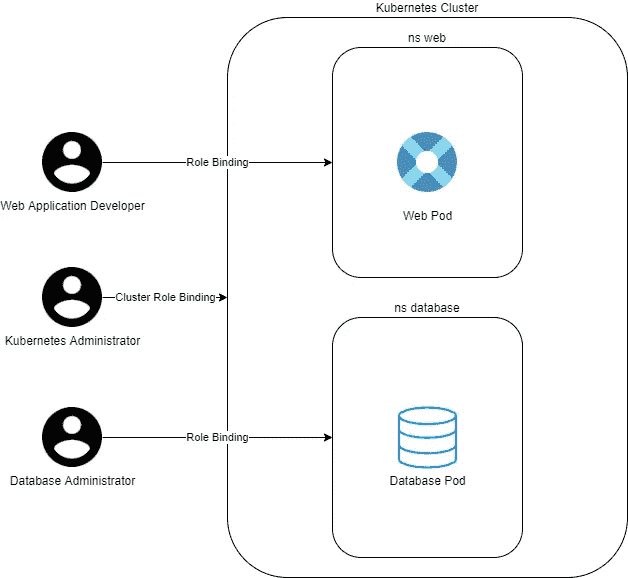 Kubernetes Cluster
ns web
Role Binding
Web Application Developer
Web Pod
Cluster Role Binding
Kubernetes Administrator
ns database
Role Binding
Database Administrator
Database Pod